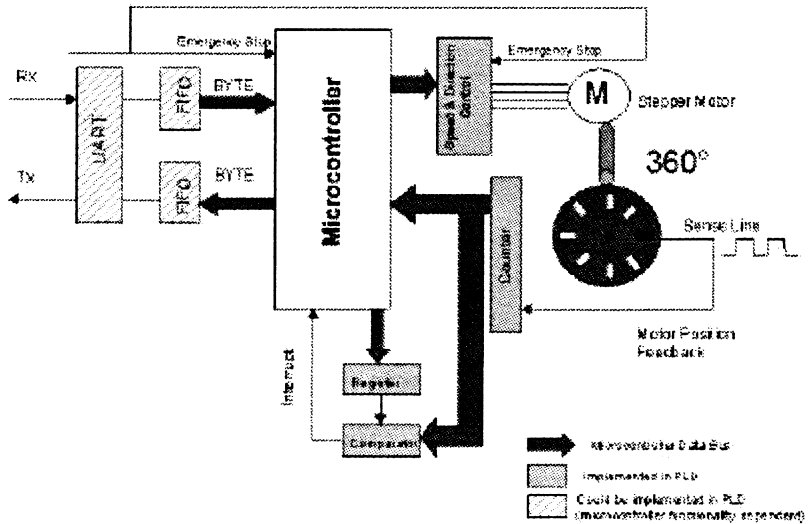 Emergency Stop
Emergency Stop
RX
BYTE
FIFO
UART
Microcontroller
Speed & Direction
Control
M
Stepper Motor
360°
TX
BYTE
FIFO
Counter
Sense Line
Motor Position
Feedback
Interrupt
Register
Comparator
Microcontroller Data Bus
Implemented in PLD
Could be implemented in PLD
(microcontroller functionality dependent)